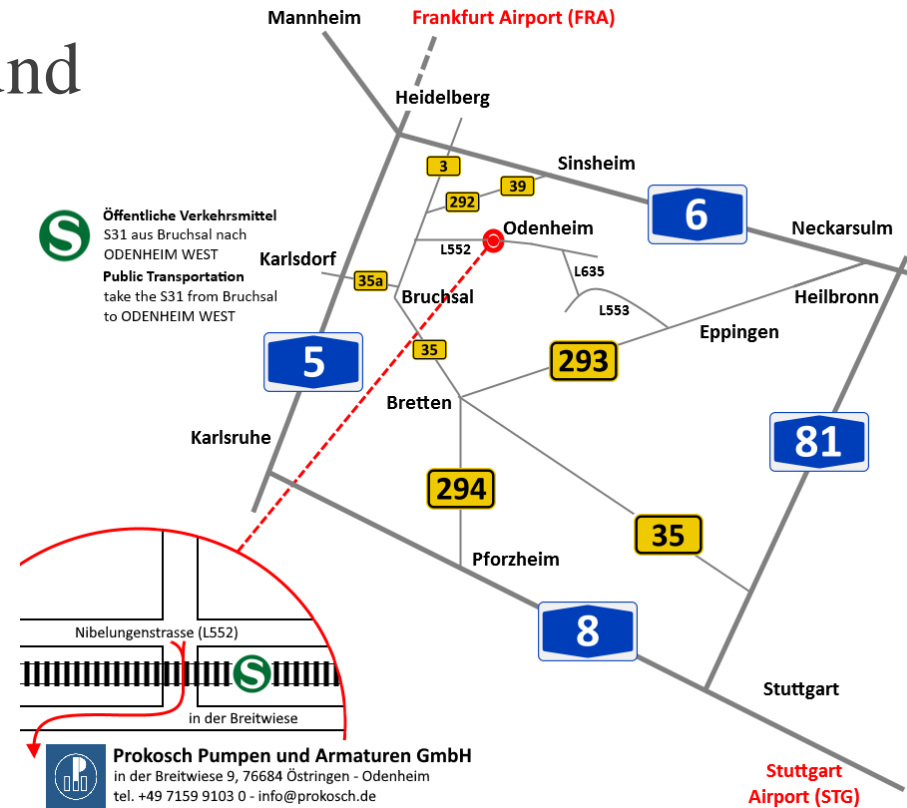 Mannheim
Frankfurt Airport (FRA)
Heidelberg
3
Sinsheim
39
292
6
Öffentliche Verkehrsmittel
S31 aus Bruchsal nach
ODENHEIM WEST
Public Transportation
take the S31 from Bruchsal
to ODENHEIM WEST
S
Odenheim
Neckarsulm
L552
Karlsdorf
35a
L635
Bruchsal
L553
Heilbronn
Eppingen
35
5
293
Bretten
Karlsruhe
81
294
35
Pforzheim
8
Nibelungenstrasse (L552)
S
in der Breitwiese
Stuttgart
Prokosch Pumpen und Armaturen GmbH
in der Breitwiese 9, 76684 Östringen - Odenheim
tel. +49 7159 9103 0 - info@prokosch.de
Stuttgart
Airport (STG)